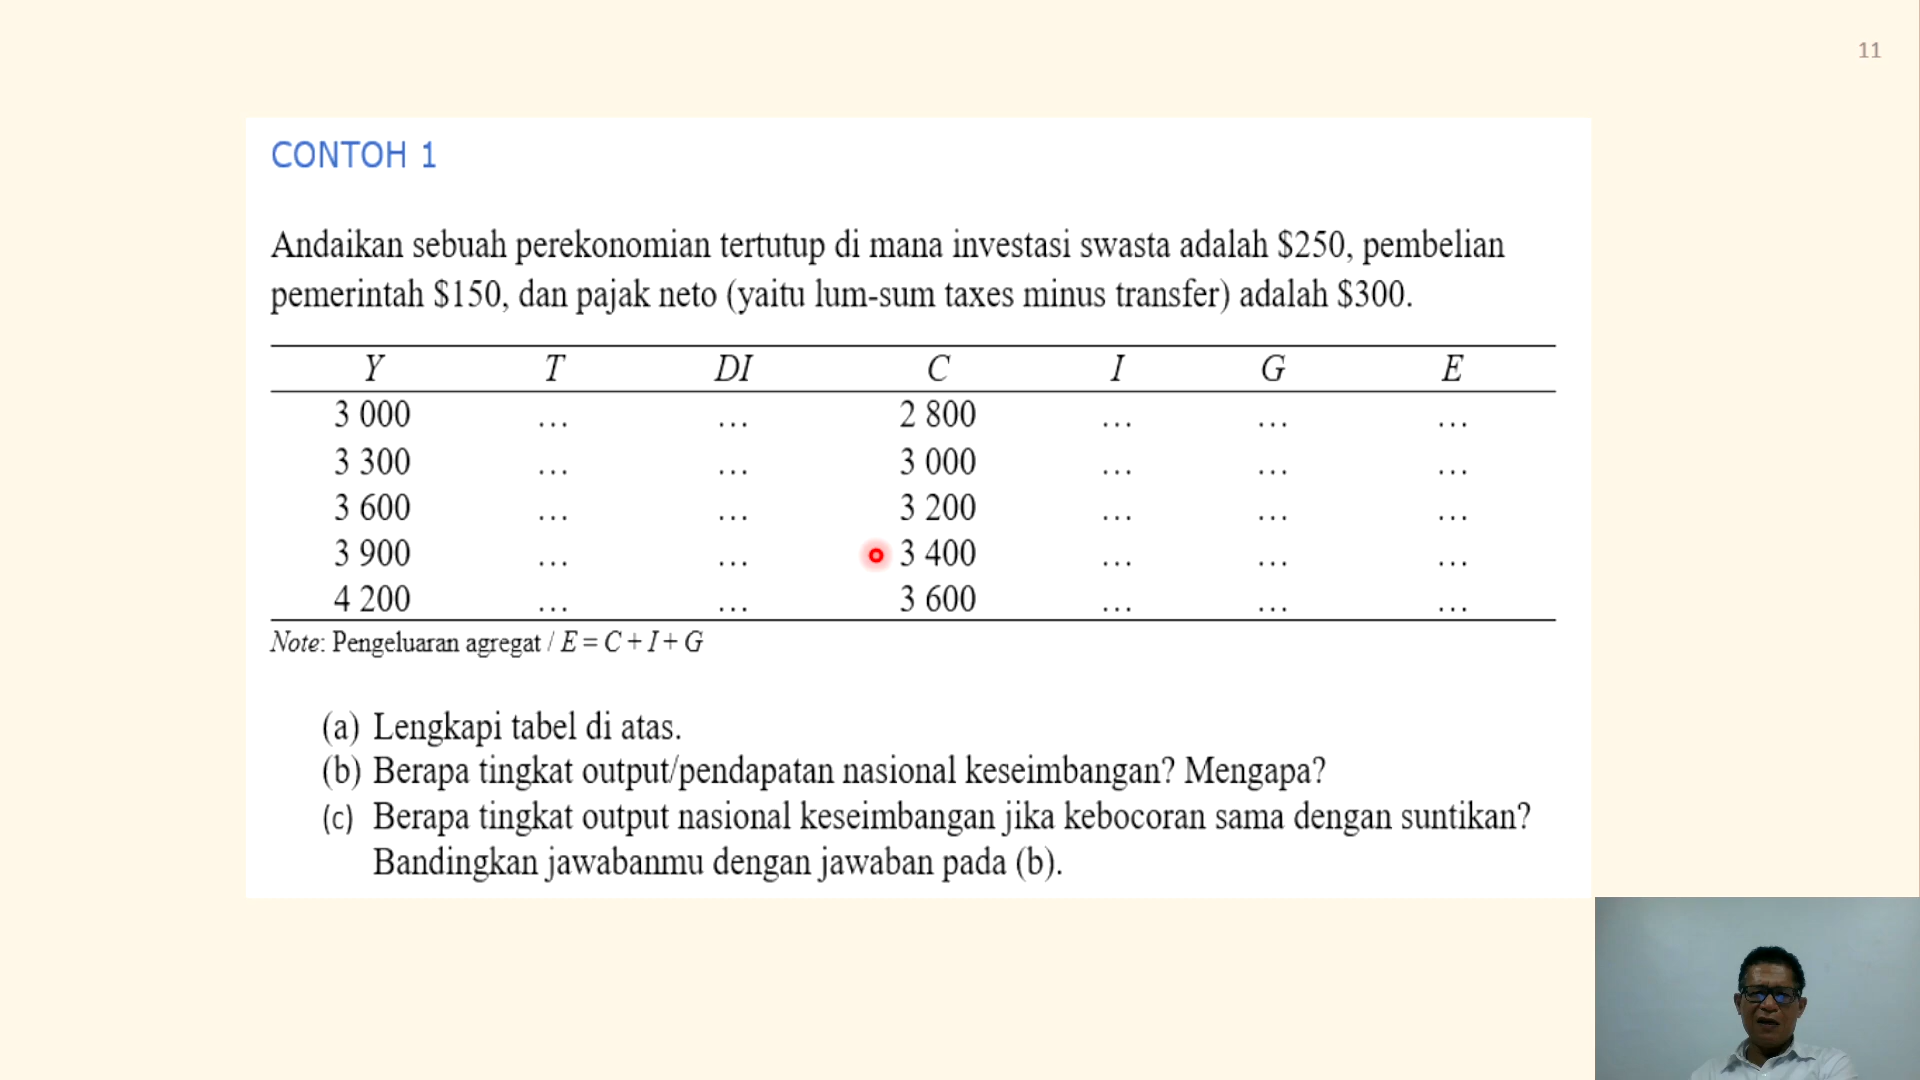 11
CONTOH 1
Andaikan sebuah perekonomian tertutup di mana investasi swasta adalah $250, pembelian
pemerintah $150, dan pajak neto (yaitu lum-sum taxes minus transfer) adalah $300.
Y T DI C I G E
3 000 ... ... 2 800 ... ... ...
3 300 ... ... 3 000 ... ... ...
3 600 ... ... 3 200 ... ... ...
3 900 ... ... 3 400 ... ... ...
4 200 ... ... 3 600 ... ... ...
Note: Pengeluaran agregat / E = C + I + G
(a) Lengkapi tabel di atas.
(b) Berapa tingkat output/pendapatan nasional keseimbangan? Mengapa?
(c) Berapa tingkat output nasional keseimbangan jika kebocoran sama dengan suntikan?
Bandingkan jawabanmu dengan jawaban pada (b).